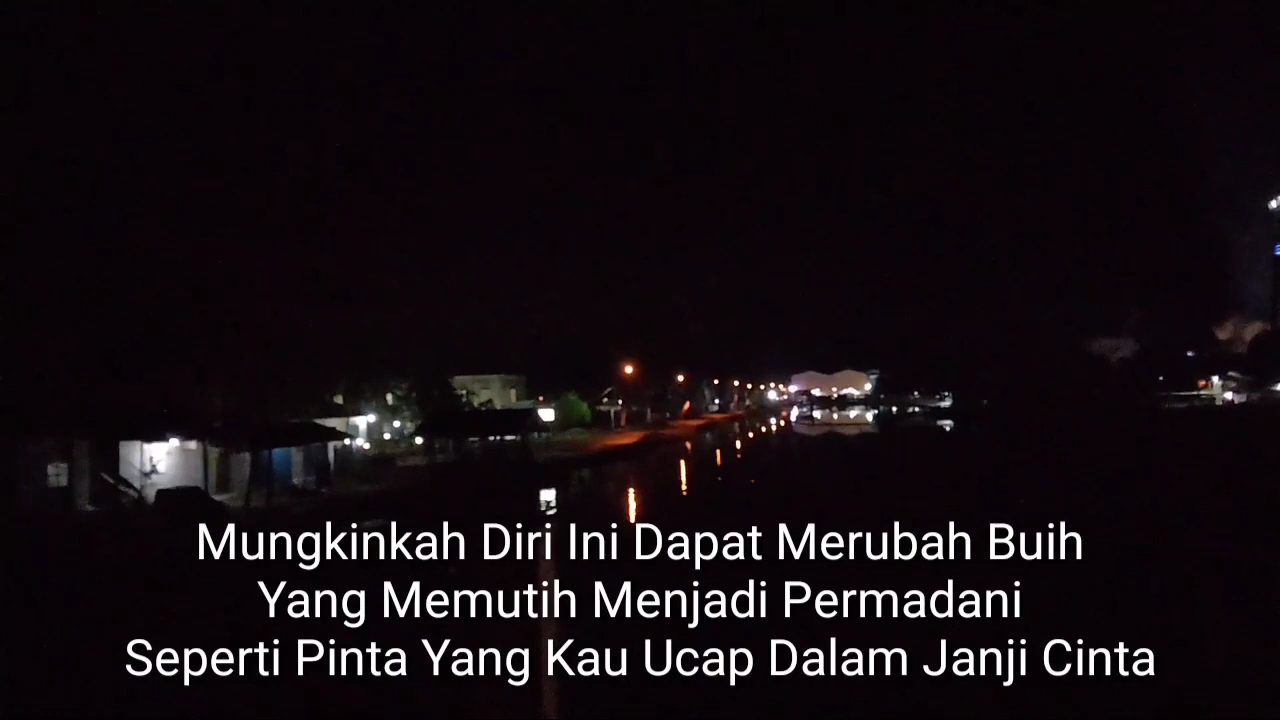 Mungkinkah Diri Ini Dapat Merubah Buih
Yang Memutih Menjadi Permadani
Seperti Pinta Yang Kau Ucap Dalam Janji Cinta